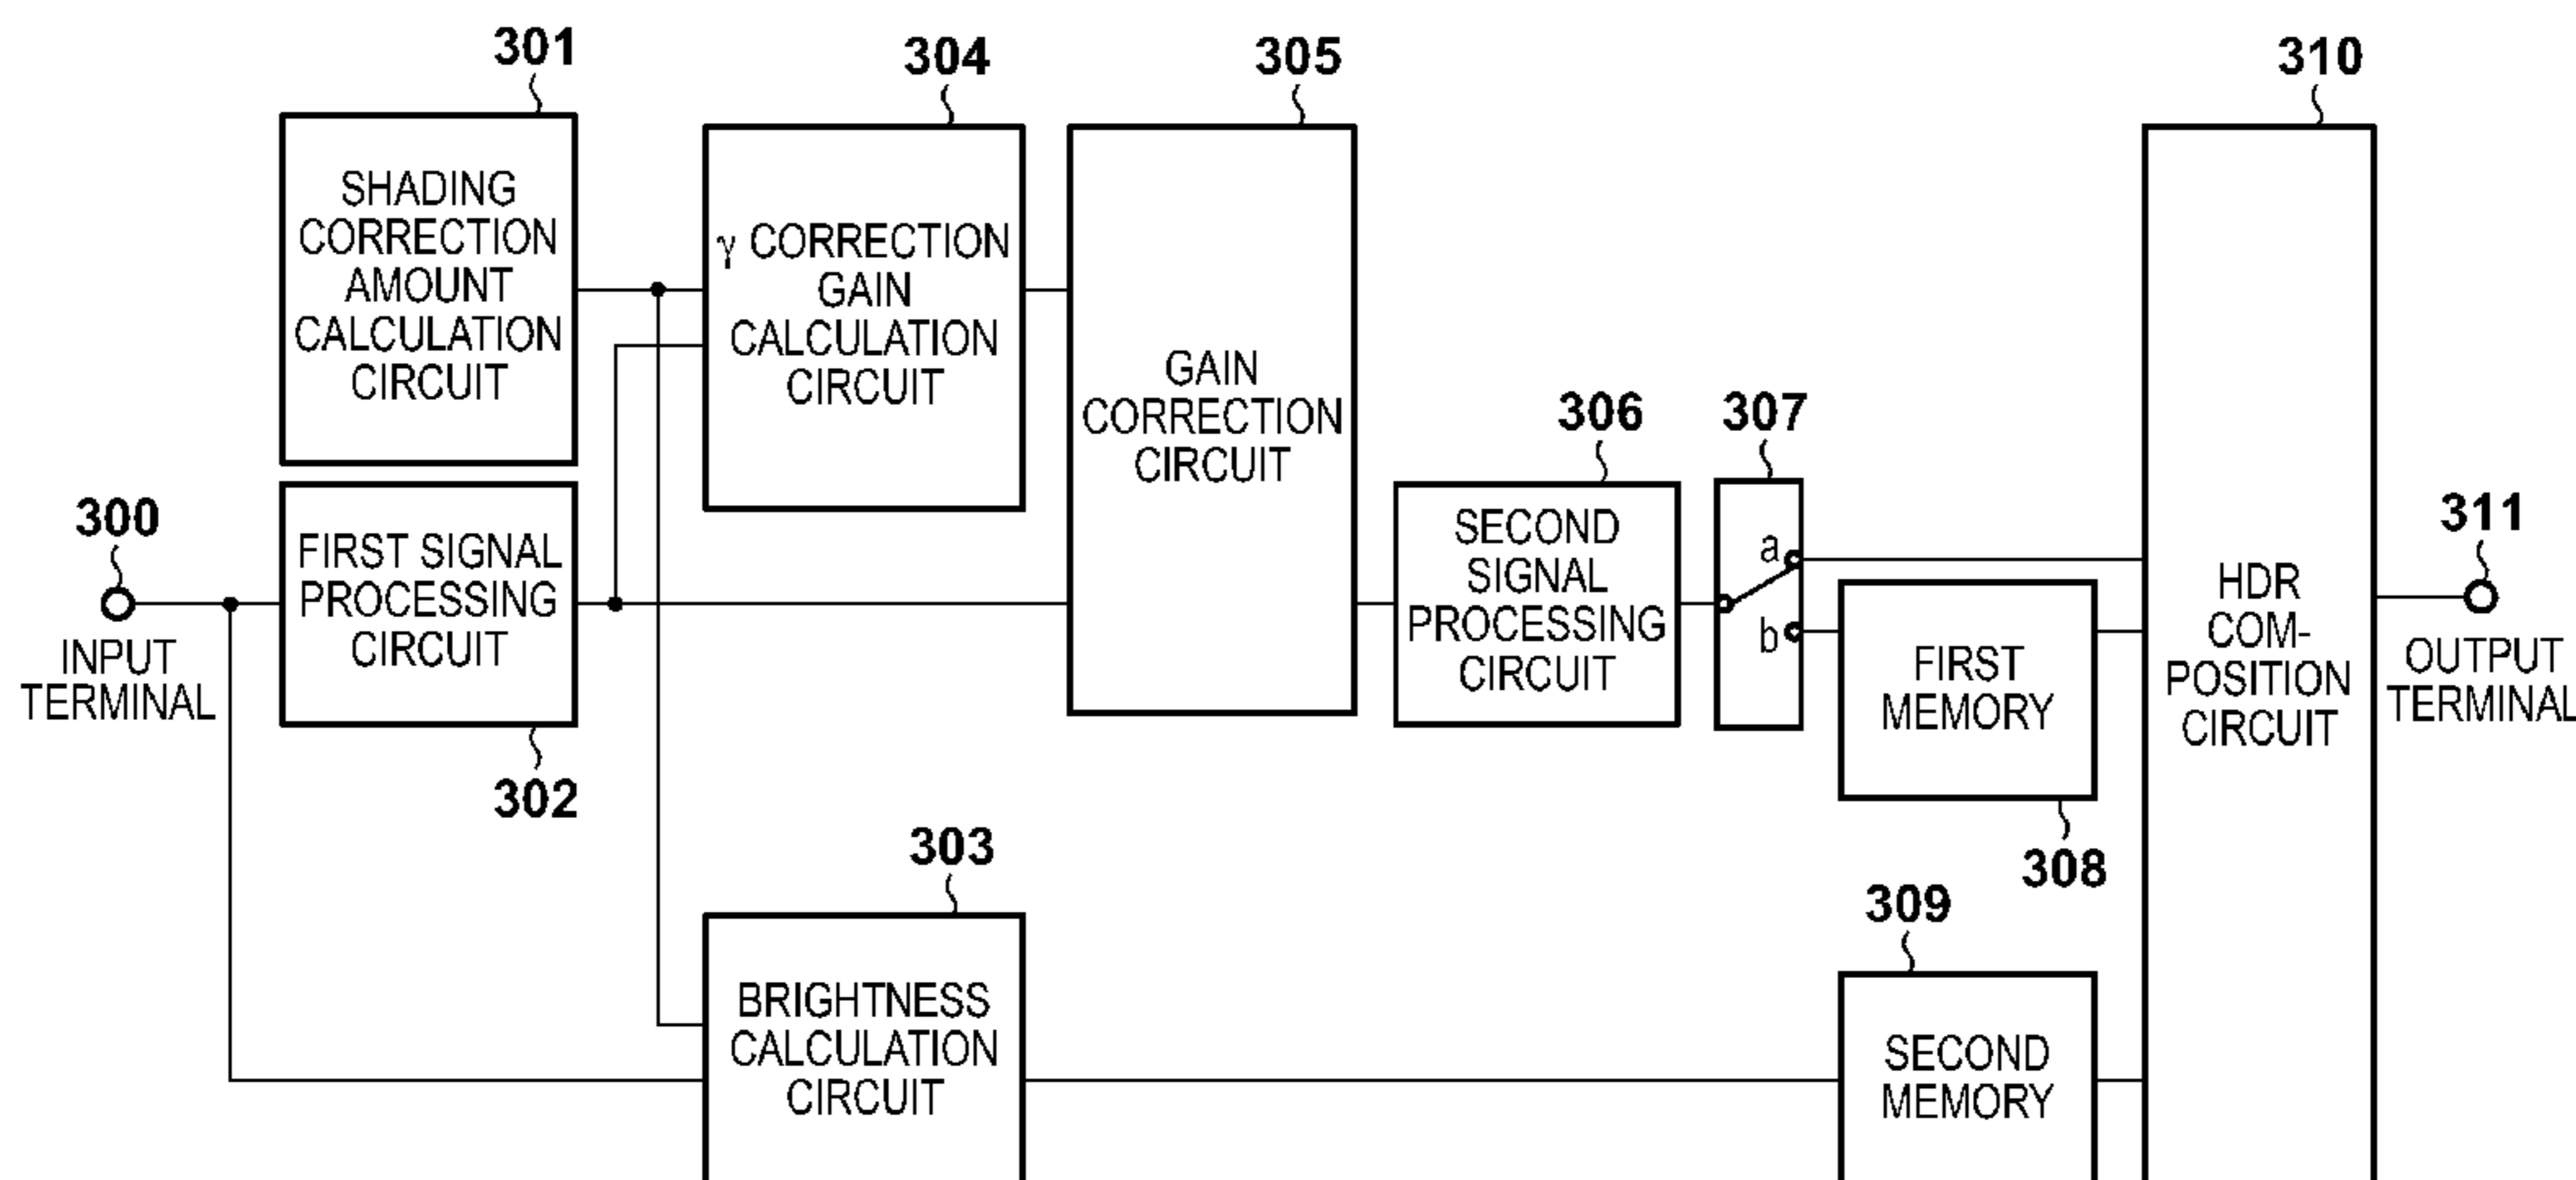 301
304
305
310
SHADING
CORRECTION
AMOUNT
CALCULATION
CIRCUIT
γ CORRECTION
GAIN
CALCULATION
CIRCUIT
GAIN
CORRECTION
CIRCUIT
306
307
300
311
FIRST SIGNAL
PROCESSING
CIRCUIT
SECOND
SIGNAL
PROCESSING
CIRCUIT
a
b
INPUT
TERMINAL
FIRST
MEMORY
HDR
COM-
POSITION
CIRCUIT
OUTPUT
TERMINAL
302
303
308
309
BRIGHTNESS
CALCULATION
CIRCUIT
SECOND
MEMORY